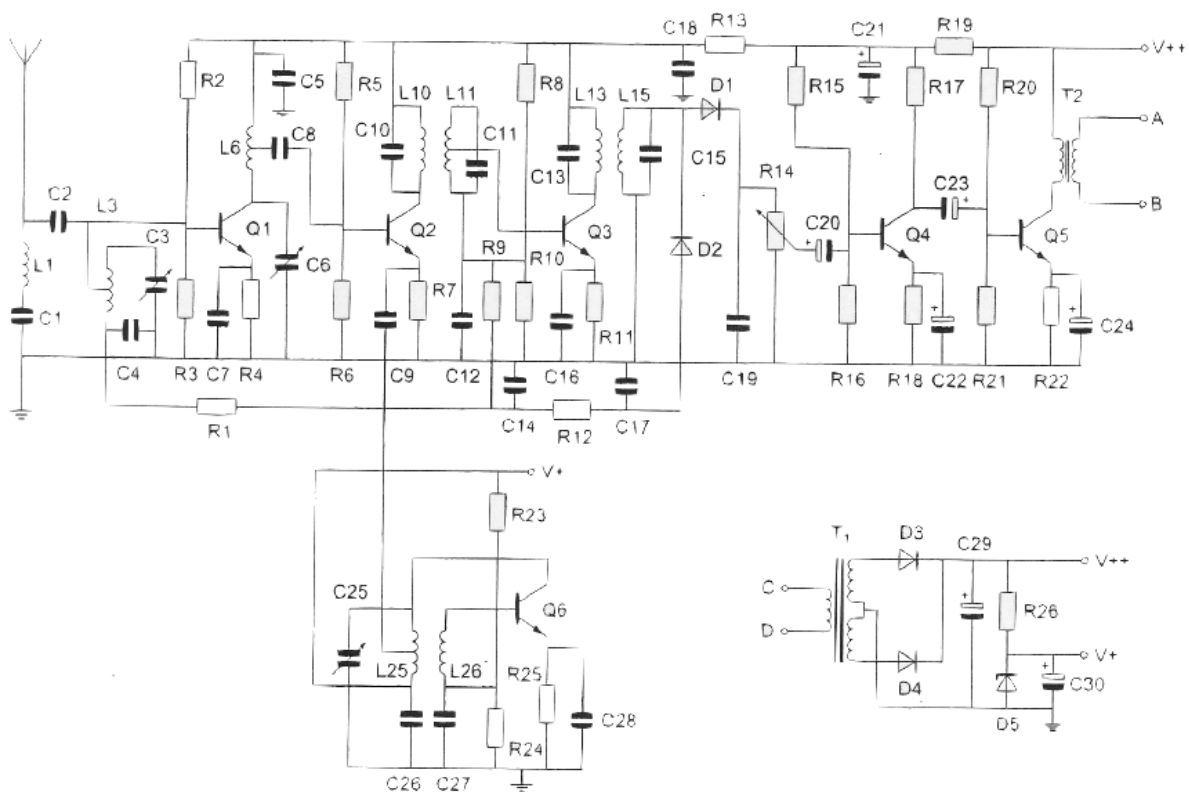 C21
R19
C18
R13
V++
R2
C5
R5
L10
L11
R8
L13
L15
D1
R15
R17
R20
T2
A
C8
C10
C11
L6
C13
C15
R14
C23
B
C2
L3
C20
C3
Q1
Q2
Q3
D2
Q4
Q5
R9
R10
L1
C6
R7
C1
R11
C24
C4
R3
C7
R4
R6
C9
C12
C16
C19
R16
R18
C22
R21
R22
R1
C14
R12
C17
V+
R23
T1
D3
C29
V++
C25
Q6
C
R26
D
L25
L26
R25
V+
D4
C30
C28
D5
R24
C26
C27
+
+
+
+
+
+
+